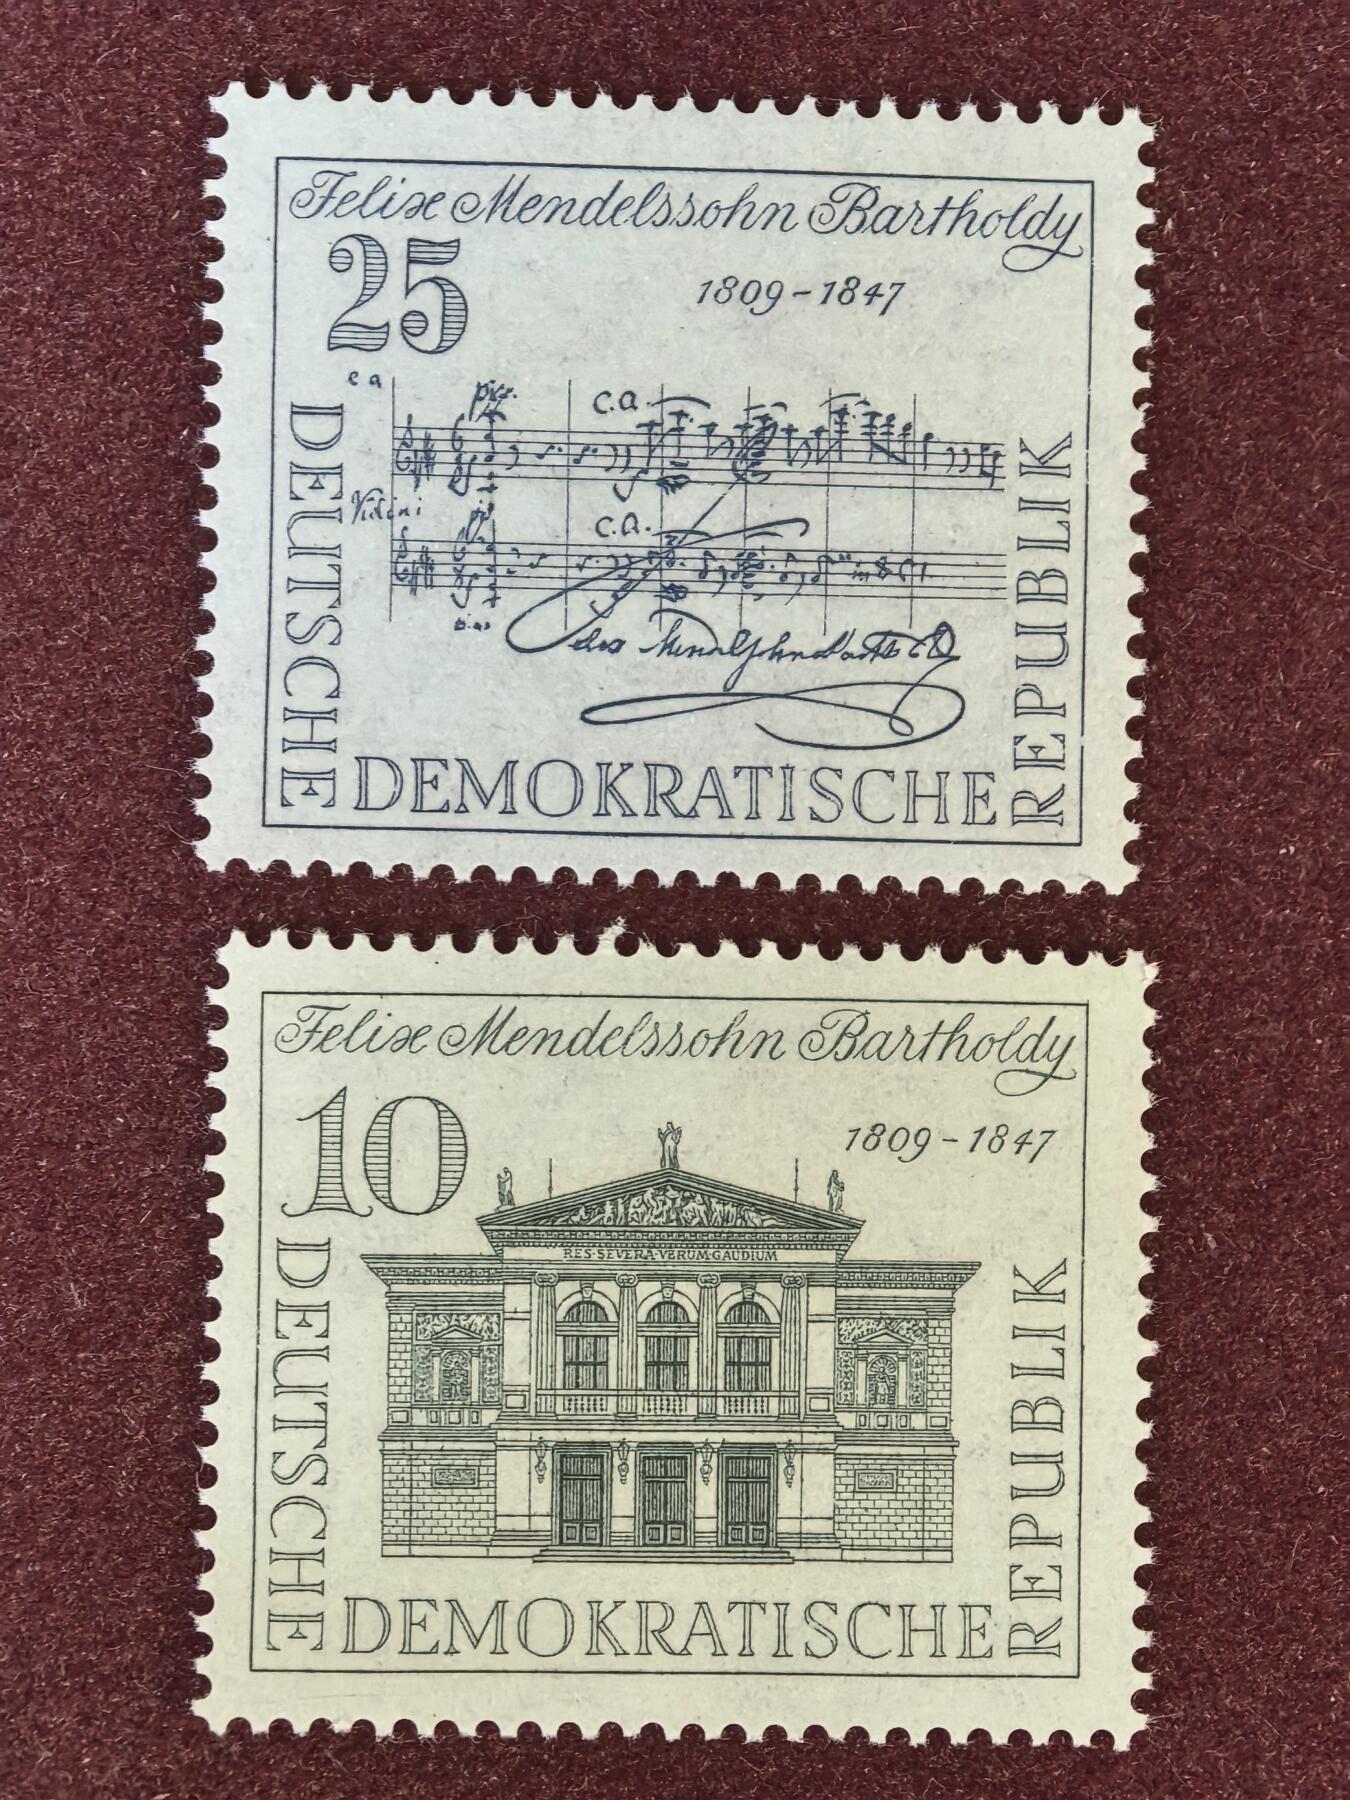 Felix Mendelssohn Bartholdy
25
1809-1847
c.a.
c.a.
DEUTSCHE
DEMOKRATISCHE
REPUBLIK
Felix Mendelssohn Bartholdy
10
1809-1847
RES·SEVERA·VERUM·GAUDIUM
DEUTSCHE
DEMOKRATISCHE
REPUBLIK